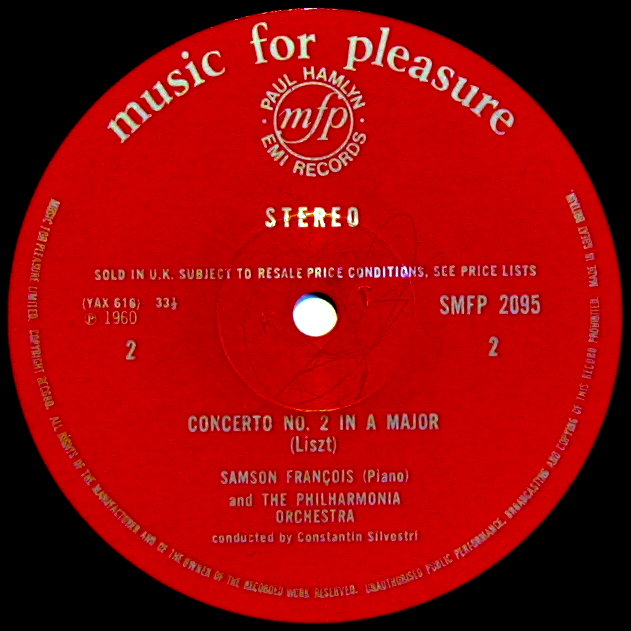 music for pleasure
PAUL HAMLYN
mfp
EMI RECORDS
STEREO
SOLD IN U.K. SUBJECT TO RESALE PRICE CONDITIONS, SEE PRICE LISTS
(YAX 616) 33⅓ SMFP 2095
℗ 1960
2 2
CONCERTO NO. 2 IN A MAJOR
(Liszt)
SAMSON FRANÇOIS (Piano)
and THE PHILHARMONIA
ORCHESTRA
conducted by Constantin Silvestri
MUSIC FOR PLEASURE LIMITED. COPYRIGHT RECORD. ALL RIGHTS OF THE MANUFACTURER AND OF THE OWNER OF THE RECORDED WORK RESERVED. UNAUTHORISED PUBLIC PERFORMANCE, BROADCASTING AND COPYING OF THIS RECORD PROHIBITED. MADE IN GREAT BRITAIN.
K T